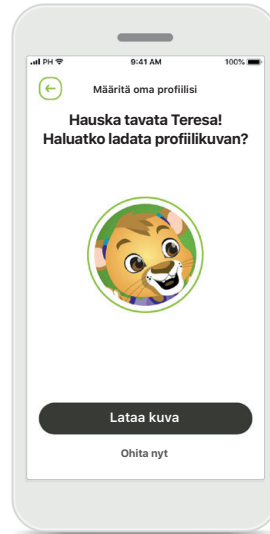 PH 9:41 AM 100%
Määritä oma profiilisi
Hauska tavata Teresa!
Haluatko ladata profiilikuvan?
Lataa kuva
Ohita nyt